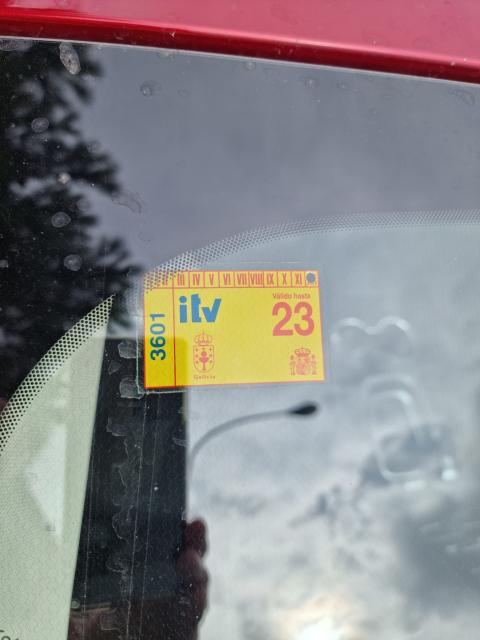 III IV V VI VII VIII IX X XI
itv
Válido hasta
23
3601
Galicia